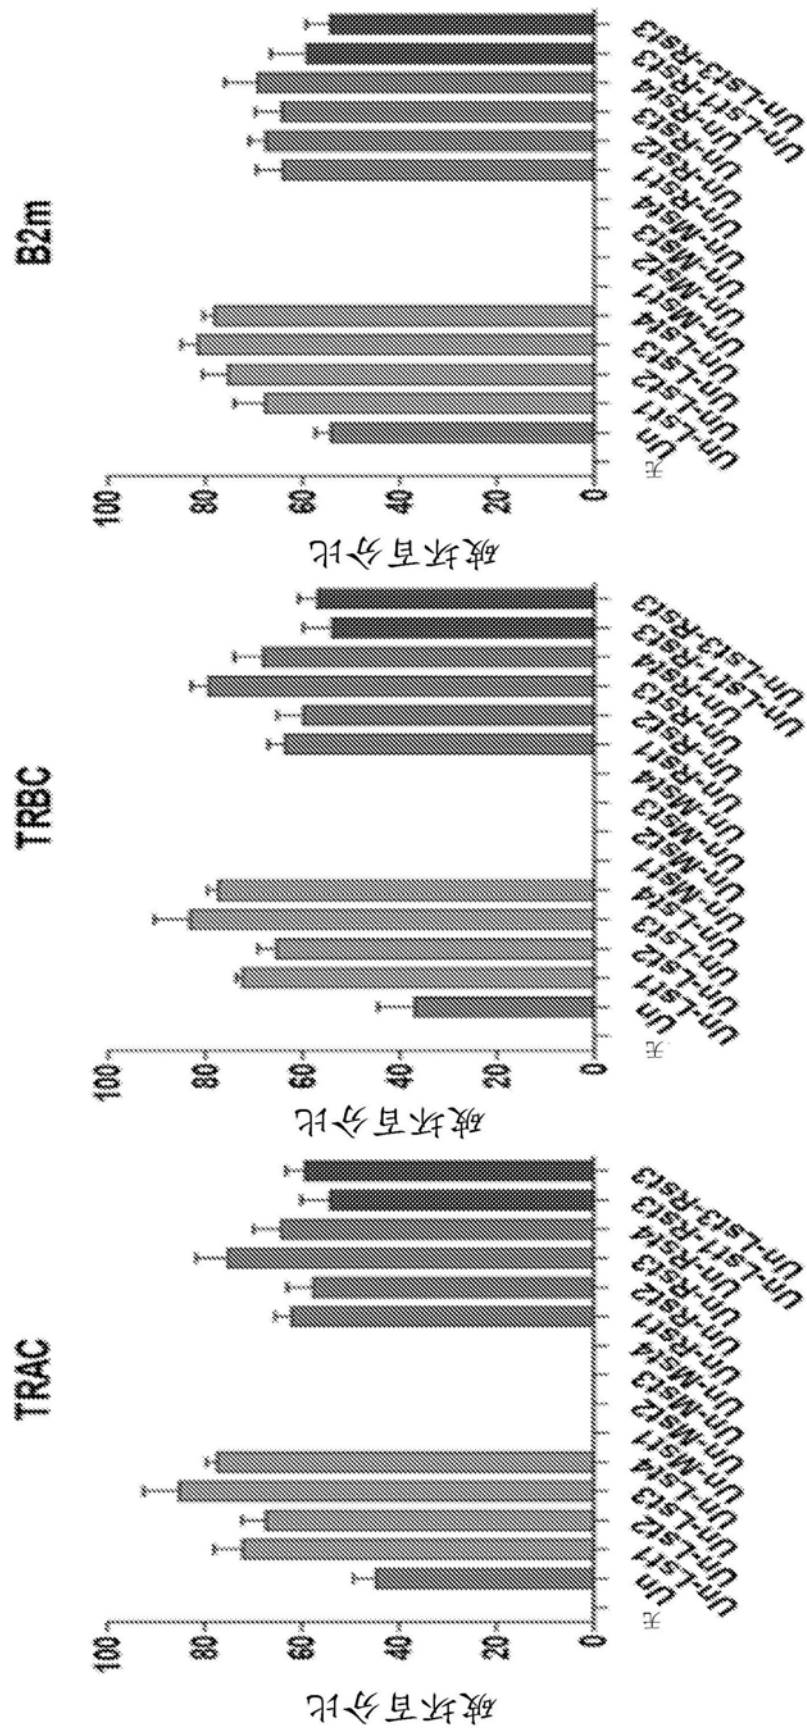 TRAC
破坏百分比
100
80
60
40
20
0
无
Un
Un-Lst1
Un-Lst2
Un-Lst3
Un-Lst4
Un-Mst1
Un-Mst2
Un-Mst3
Un-Mst4
Un-Rst1
Un-Rst2
Un-Rst3
Un-Rst4
Un-Lst1-Rst3
Un-Lst3-Rst3
TRBC
破坏百分比
100
80
60
40
20
0
无
Un
Un-Lst1
Un-Lst2
Un-Lst3
Un-Lst4
Un-Mst1
Un-Mst2
Un-Mst3
Un-Mst4
Un-Rst1
Un-Rst2
Un-Rst3
Un-Rst4
Un-Lst1-Rst3
Un-Lst3-Rst3
B2m
破坏百分比
100
80
60
40
20
0
无
Un
Un-Lst1
Un-Lst2
Un-Lst3
Un-Lst4
Un-Mst1
Un-Mst2
Un-Mst3
Un-Mst4
Un-Rst1
Un-Rst2
Un-Rst3
Un-Rst4
Un-Lst1-Rst3
Un-Lst3-Rst3